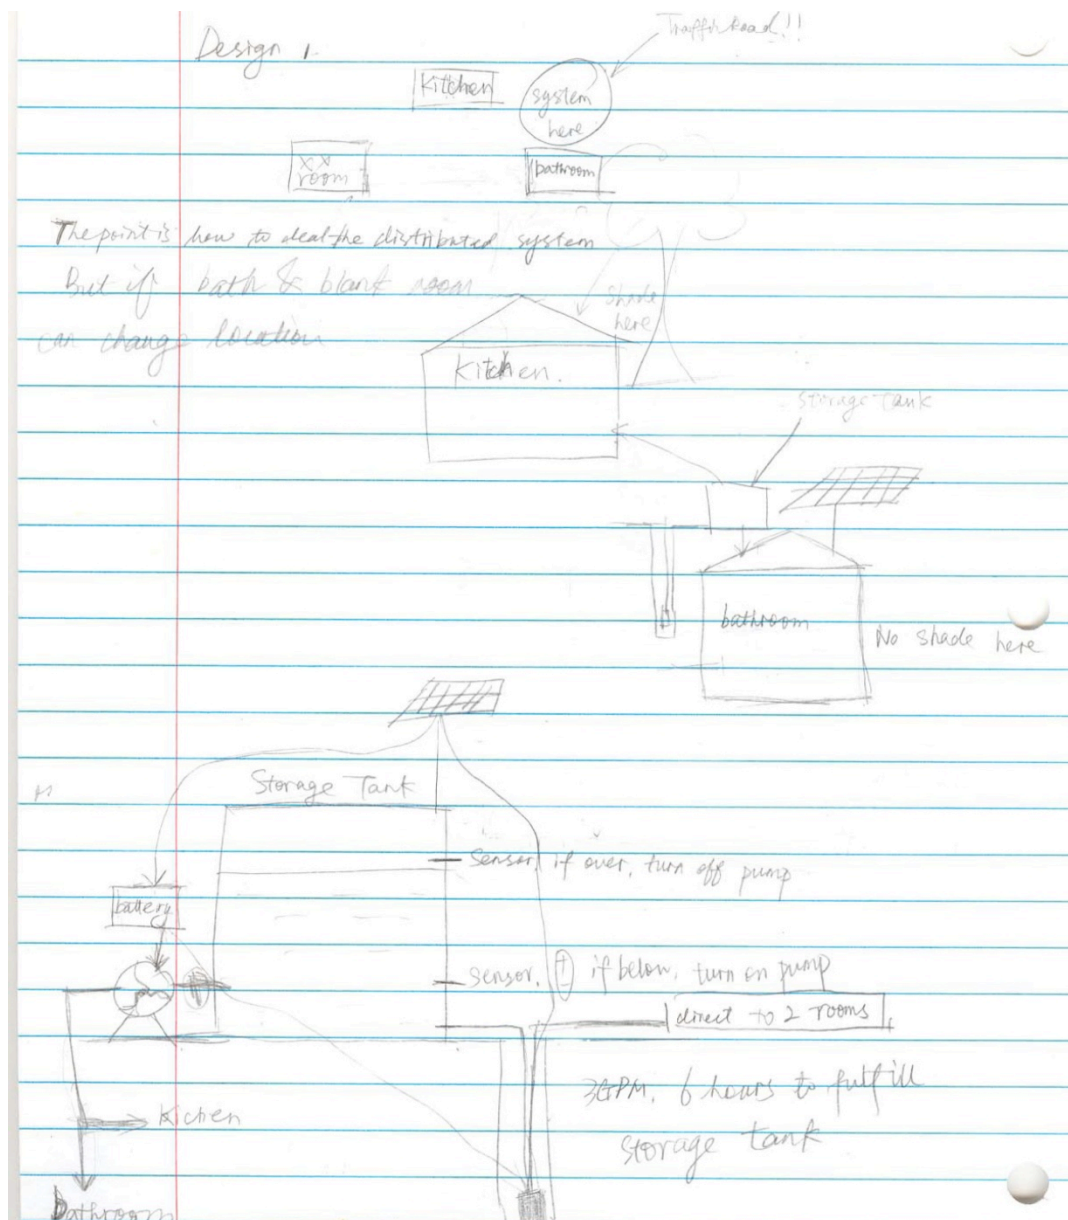 Design 1.
Traffic Road!!
Kitchen
system
here
XX
room
bathroom
The point is how to deal the distributed system
But if bath & blank room
can change location
shade
here
Kitchen.
storage tank
bathroom
No shade here
Storage Tank
sensor, if over, turn off pump
battery
sensor, if below, turn on pump
direct to 2 rooms
3GPM, 6 hours to fulfill
storage tank
Kichen
Bathroom